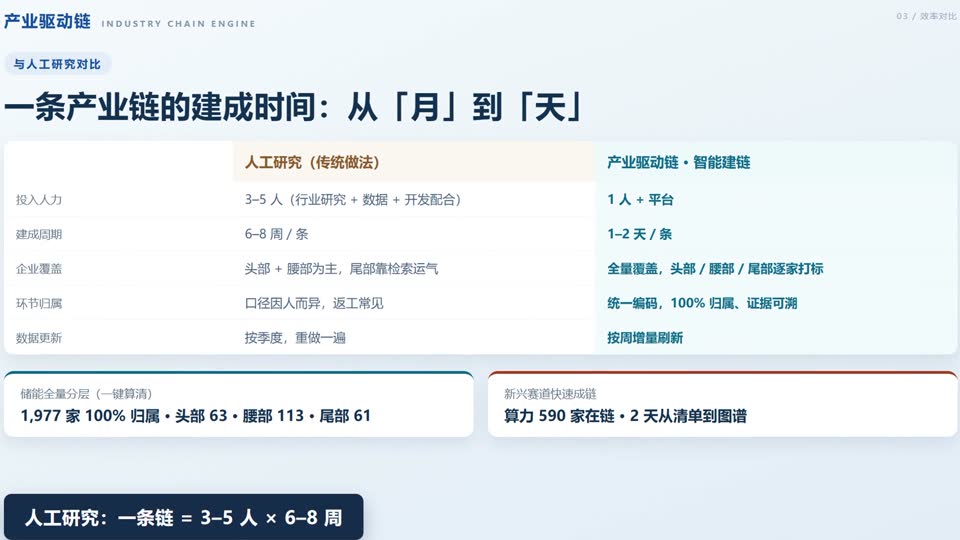 产业驱动链 INDUSTRY CHAIN ENGINE
03 / 效率对比
与人工研究对比
一条产业链的建成时间：从「月」到「天」
人工研究（传统做法） 产业驱动链·智能建链
投入人力 3–5 人（行业研究 + 数据 + 开发配合） 1 人 + 平台
建成周期 6–8 周 / 条 1–2 天 / 条
企业覆盖 头部 + 腰部为主，尾部靠检索运气 全量覆盖，头部 / 腰部 / 尾部逐家打标
环节归属 口径因人而异，返工常见 统一编码，100% 归属、证据可溯
数据更新 按季度，重做一遍 按周增量刷新
储能全量分层（一键算清）
1,977 家 100% 归属·头部 63·腰部 113·尾部 61
新兴赛道快速成链
算力 590 家在链·2 天从清单到图谱
人工研究：一条链 = 3–5 人 × 6–8 周